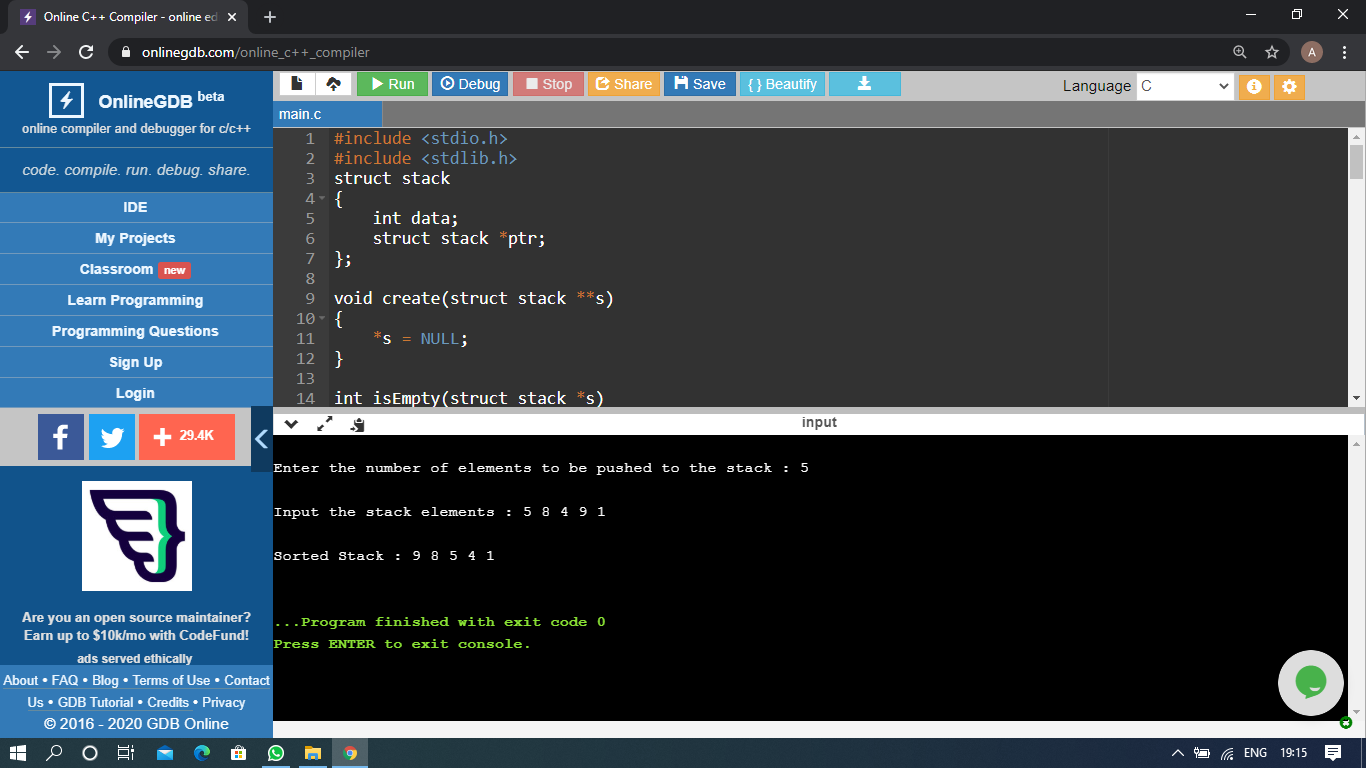 Online C++ Compiler - online ed
onlinegdb.com/online_c++_compiler
A
OnlineGDB beta
online compiler and debugger for c/c++
code. compile. run. debug. share.
IDE
My Projects
Classroom new
Learn Programming
Programming Questions
Sign Up
Login
f
29.4K
Are you an open source maintainer?
Earn up to $10k/mo with CodeFund!
ads served ethically
About • FAQ • Blog • Terms of Use • Contact
Us • GDB Tutorial • Credits • Privacy
© 2016 - 2020 GDB Online
Run Debug Stop Share Save { } Beautify Language C
main.c
1 #include <stdio.h>
2 #include <stdlib.h>
3 struct stack
4 {
5 int data;
6 struct stack *ptr;
7 };
8
9 void create(struct stack **s)
10 {
11 *s = NULL;
12 }
13
14 int isEmpty(struct stack *s)
input
Enter the number of elements to be pushed to the stack : 5
Input the stack elements : 5 8 4 9 1
Sorted Stack : 9 8 5 4 1
...Program finished with exit code 0
Press ENTER to exit console.
ENG 19:15